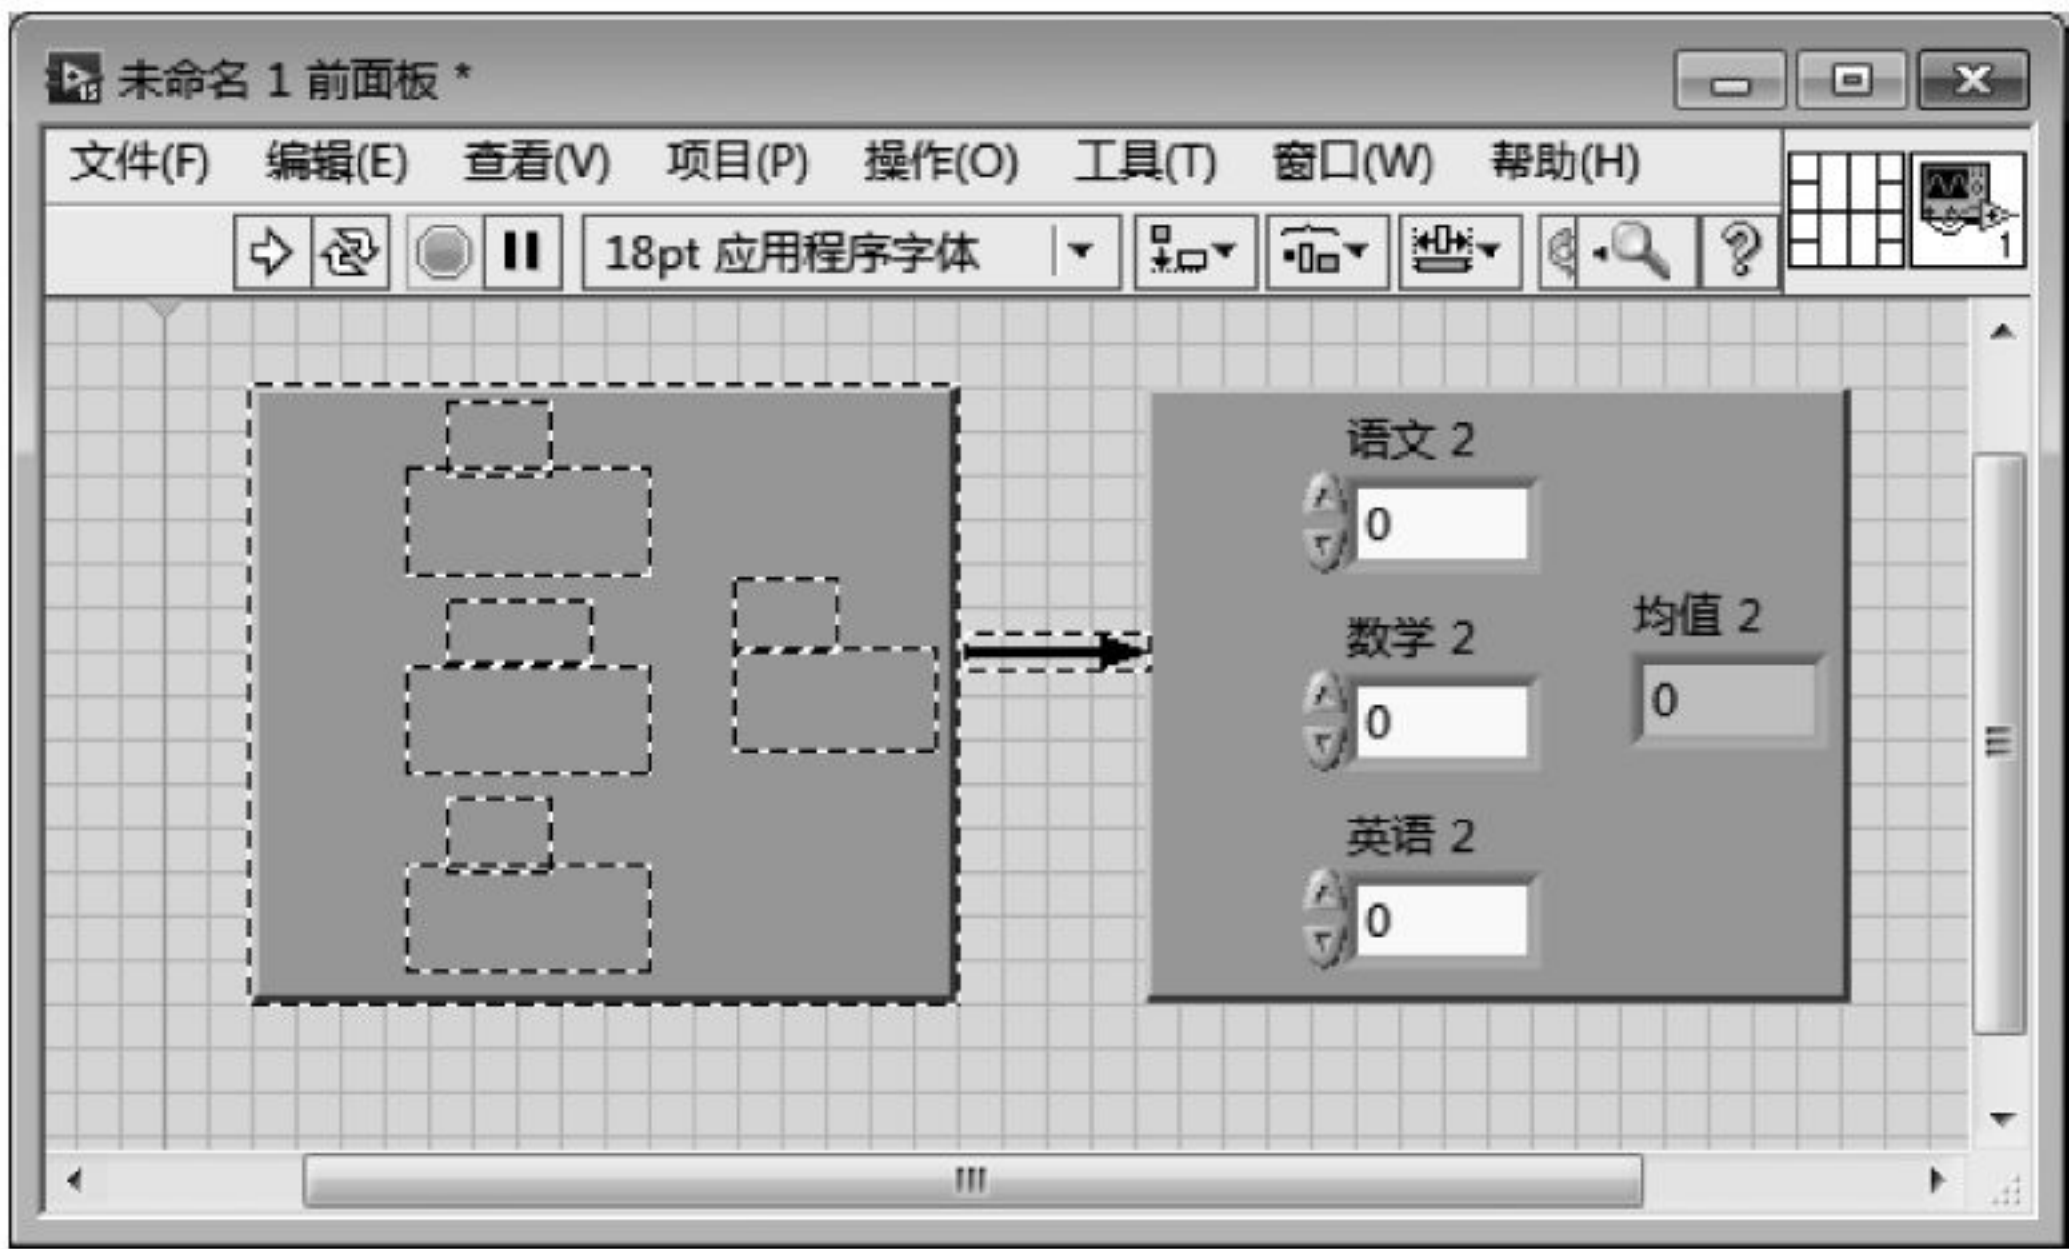 未命名 1 前面板 *
文件(F) 编辑(E) 查看(V) 项目(P) 操作(O) 工具(T) 窗口(W) 帮助(H)
18pt 应用程序字体
1
语文 2
0
数学 2
0
均值 2
0
英语 2
0